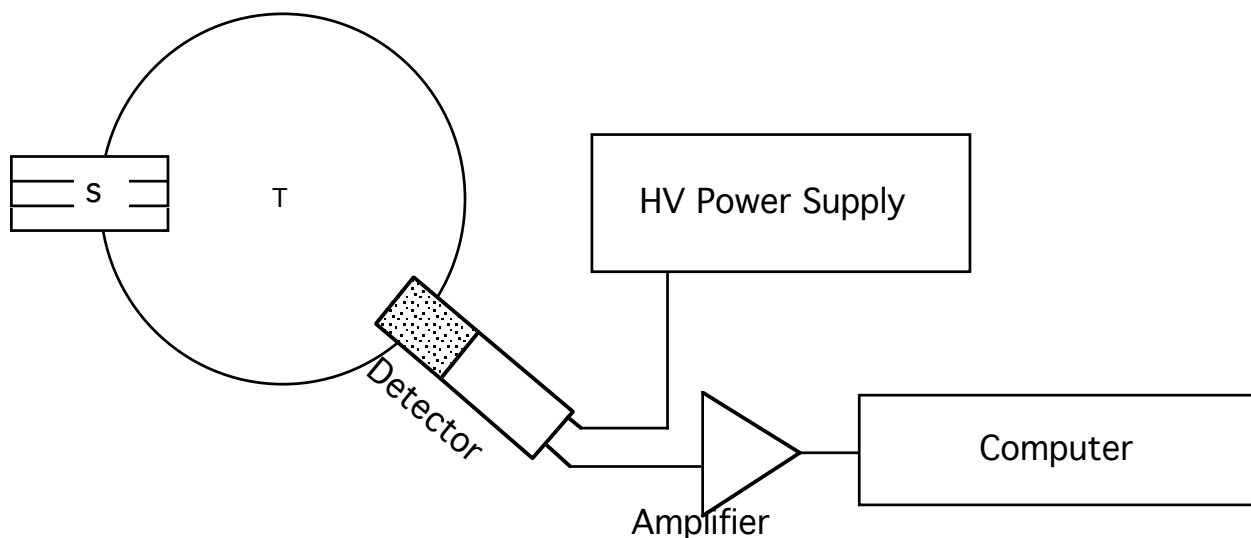 S
T
HV Power Supply
Detector
Computer
Amplifier